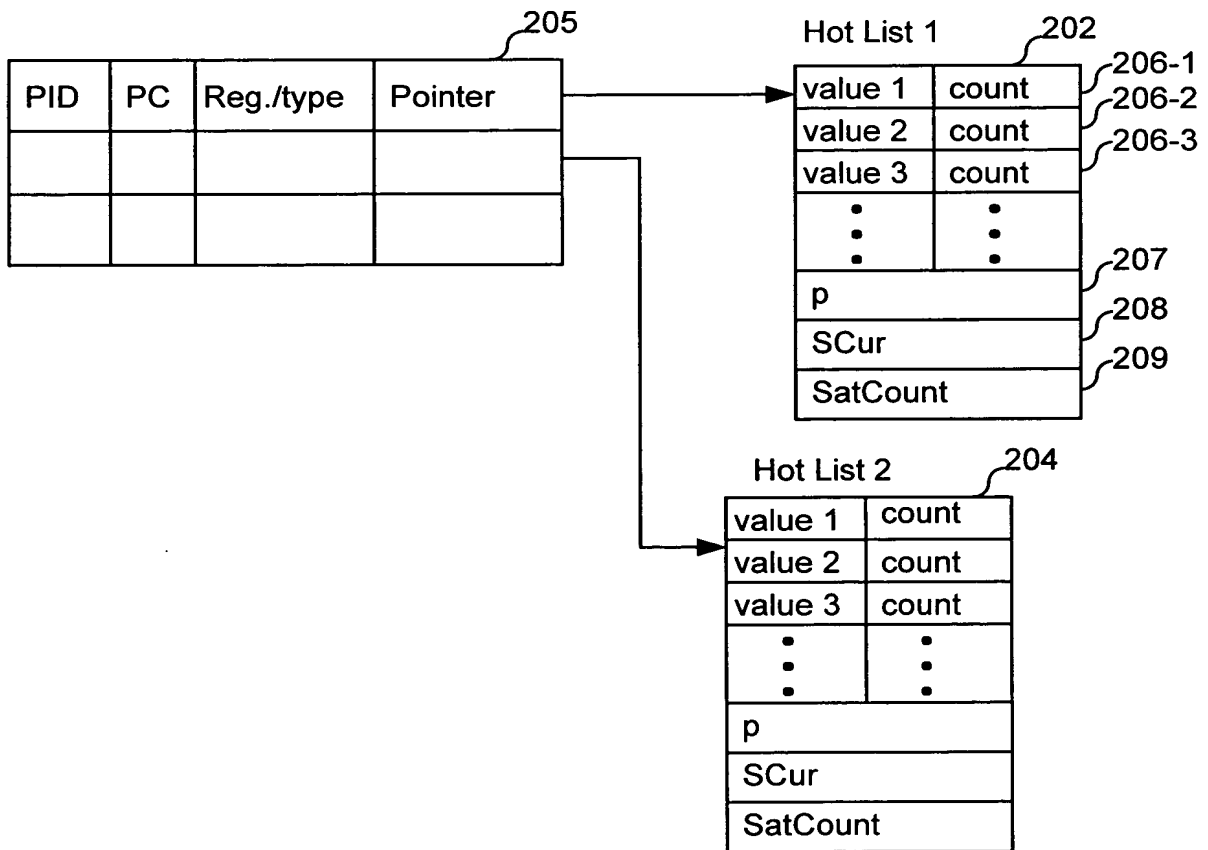 205
PID PC Reg./type Pointer
Hot List 1
202
value 1 count
206-1
value 2 count
206-2
value 3 count
206-3
p
207
SCur
208
SatCount
209
Hot List 2
204
value 1 count
value 2 count
value 3 count
p
SCur
SatCount